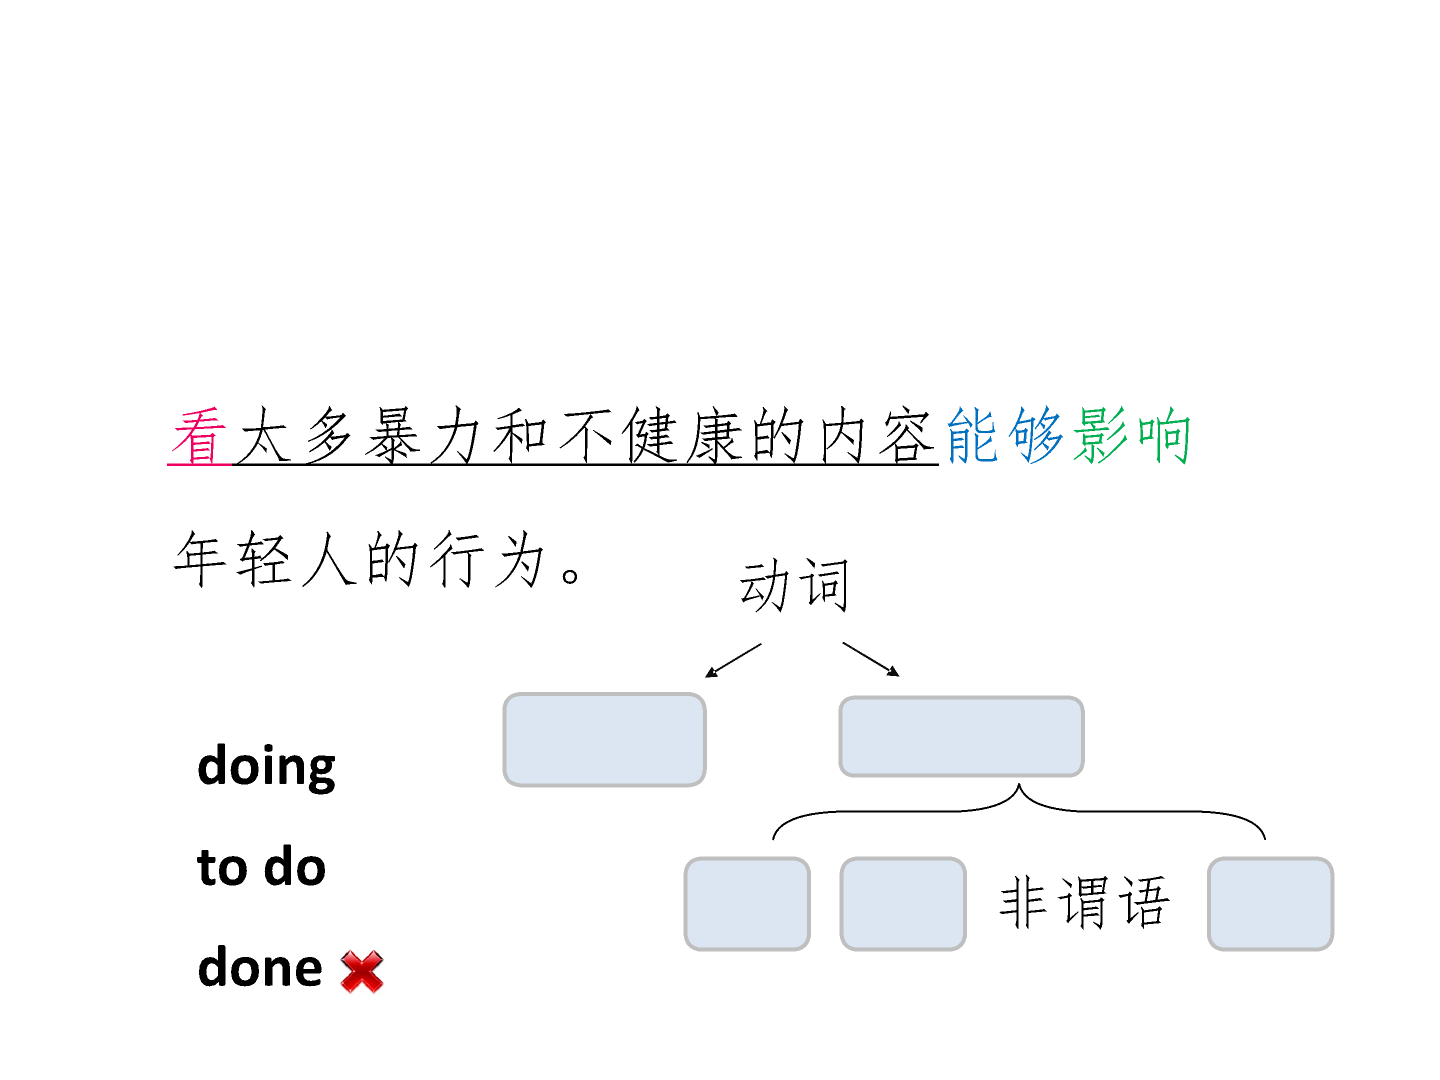 看太多暴力和不健康的内容能够影响
年轻人的行为。
动词
doing
to do
非谓语
done